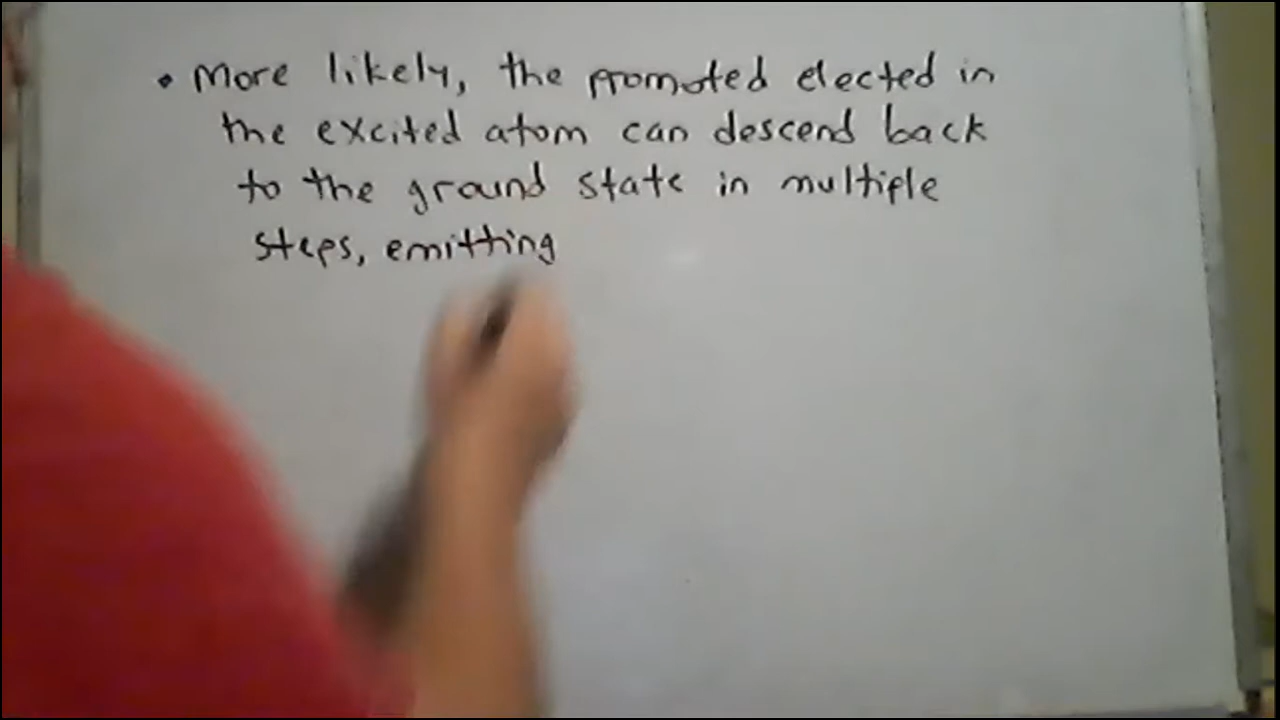 • More likely, the promoted elected in
the excited atom can descend back
to the ground state in multiple
steps, emitting